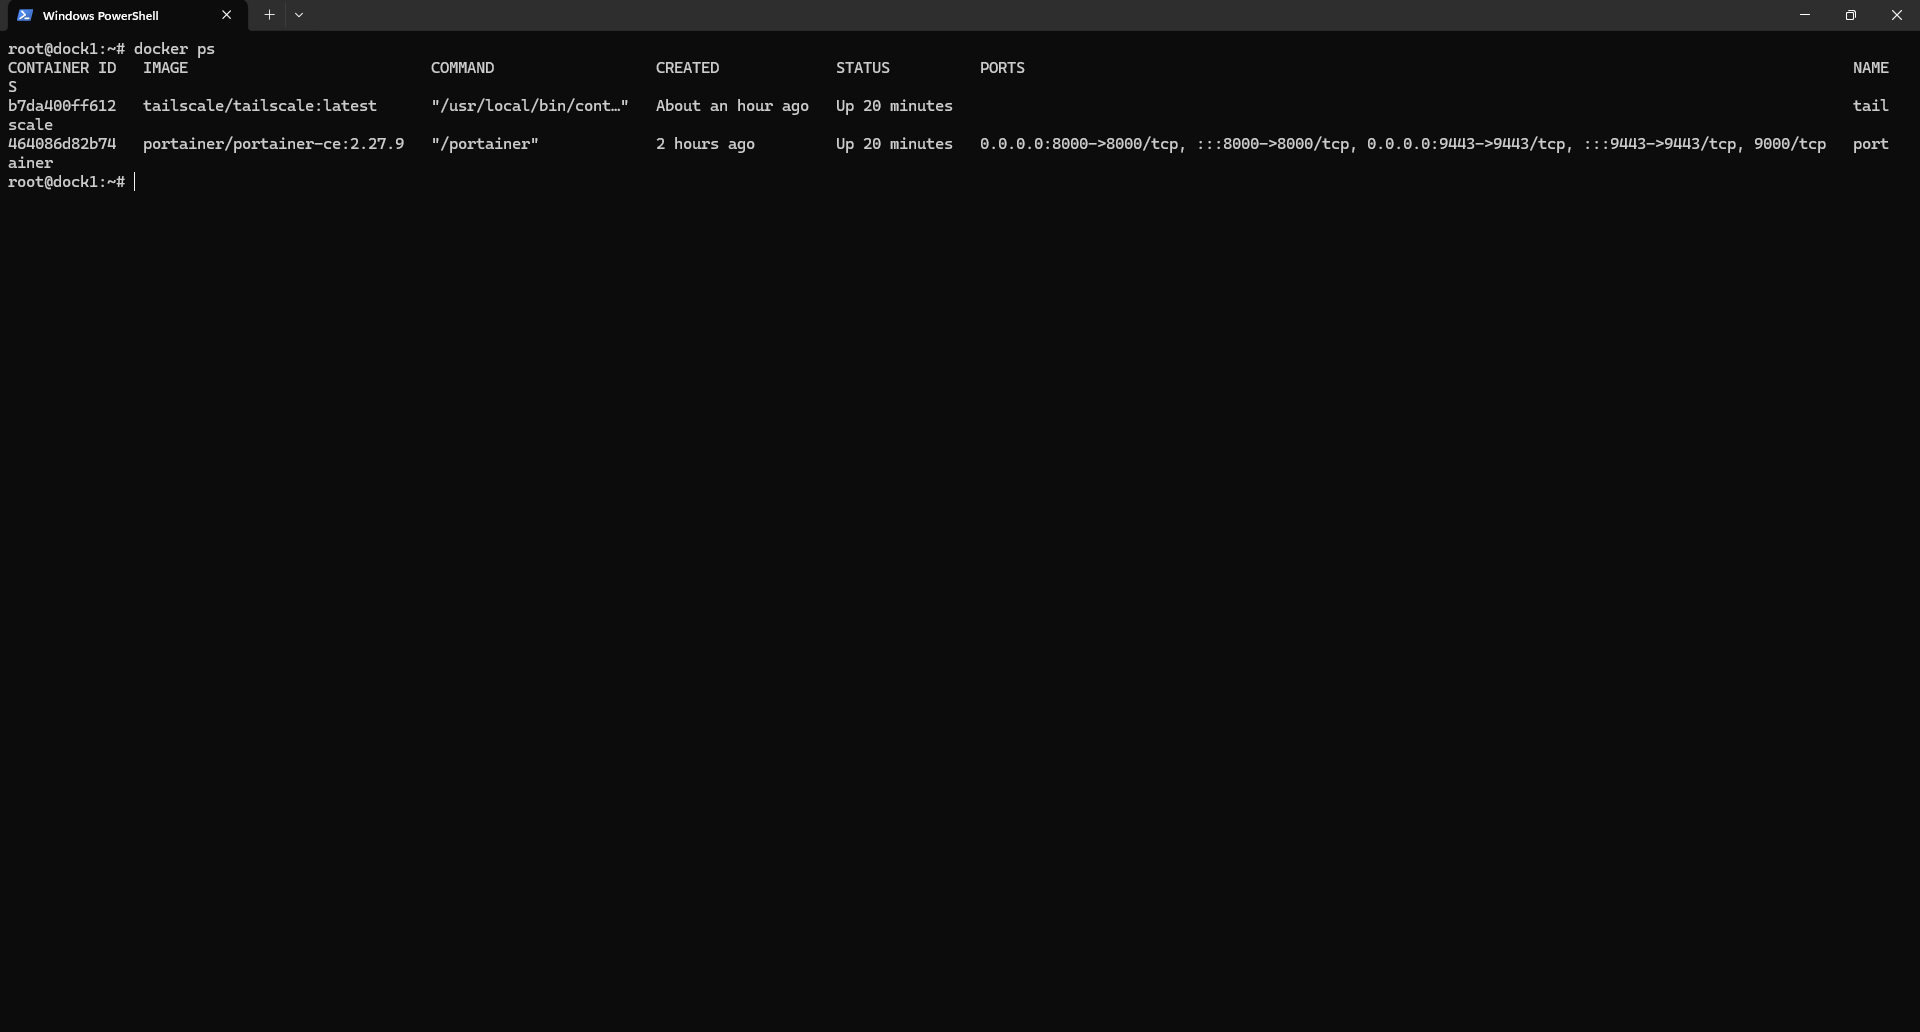 Windows PowerShell
root@dock1:~# docker ps
CONTAINER ID   IMAGE                           COMMAND                  CREATED             STATUS          PORTS                                                                                            NAME
S
b7da400ff612   tailscale/tailscale:latest      "/usr/local/bin/cont…"   About an hour ago   Up 20 minutes                                                                                                    tail
scale
464086d82b74   portainer/portainer-ce:2.27.9   "/portainer"             2 hours ago         Up 20 minutes   0.0.0.0:8000->8000/tcp, :::8000->8000/tcp, 0.0.0.0:9443->9443/tcp, :::9443->9443/tcp, 9000/tcp   port
ainer
root@dock1:~#